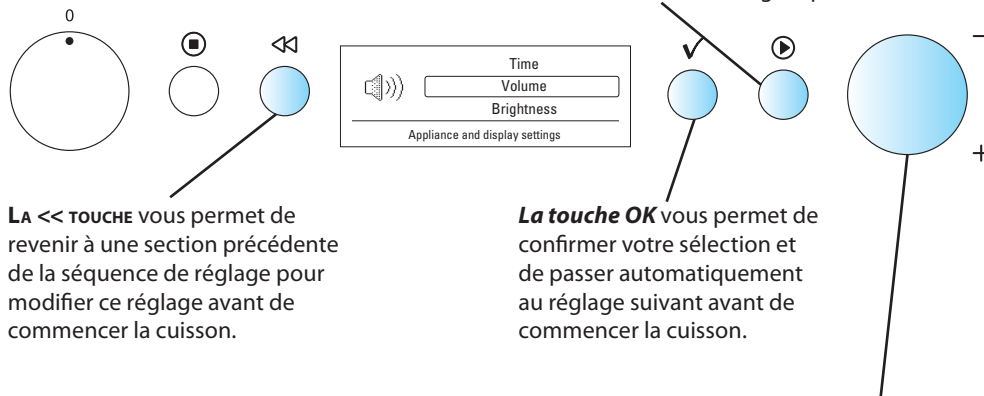 0
Time
Volume
Brightness
Appliance and display settings
–
+
LA << TOUCHE vous permet de
revenir à une section précédente
de la séquence de réglage pour
modifier ce réglage avant de
commencer la cuisson.
La touche OK vous permet de
confirmer votre sélection et
de passer automatiquement
au réglage suivant avant de
commencer la cuisson.